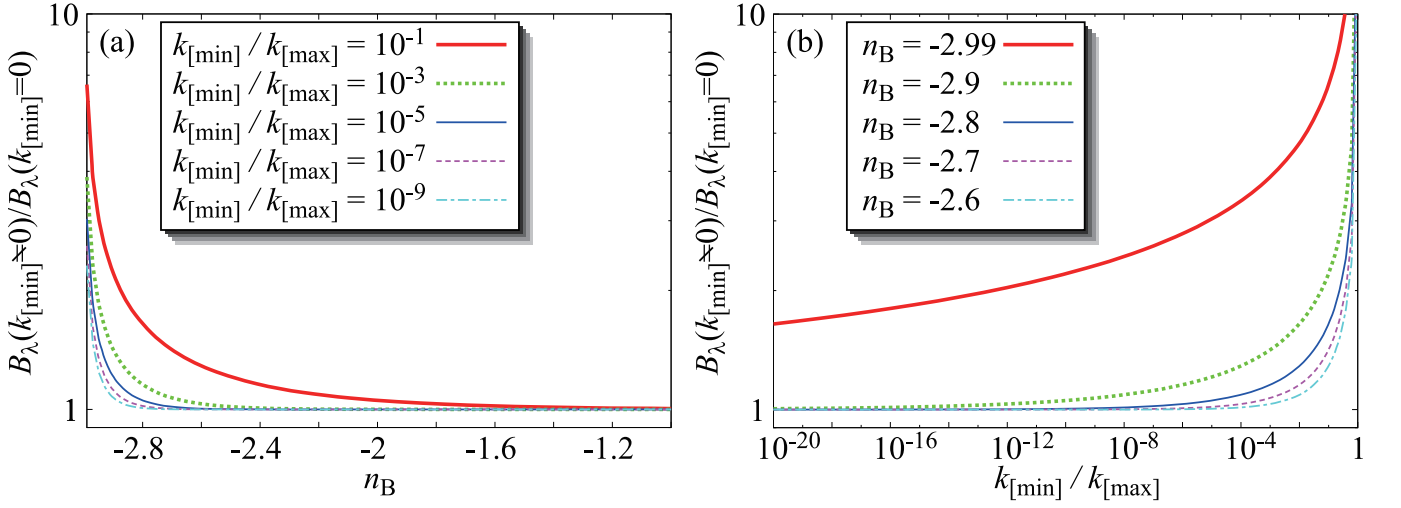 (a)
k[min] / k[max] = 10⁻¹
k[min] / k[max] = 10⁻³
k[min] / k[max] = 10⁻⁵
k[min] / k[max] = 10⁻⁷
k[min] / k[max] = 10⁻⁹
10
1
Bλ(k[min]≠0)/Bλ(k[min]=0)
-2.8
-2.4
-2
-1.6
-1.2
nB
(b)
nB = -2.99
nB = -2.9
nB = -2.8
nB = -2.7
nB = -2.6
10
1
Bλ(k[min]≠0)/Bλ(k[min]=0)
10⁻²⁰
10⁻¹⁶
10⁻¹²
10⁻⁸
10⁻⁴
1
k[min] / k[max]